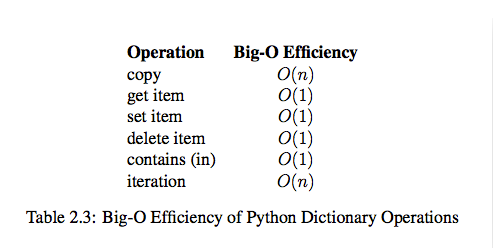 Operation Big-O Efficiency
copy O(n)
get item O(1)
set item O(1)
delete item O(1)
contains (in) O(1)
iteration O(n)
Table 2.3: Big-O Efficiency of Python Dictionary Operations